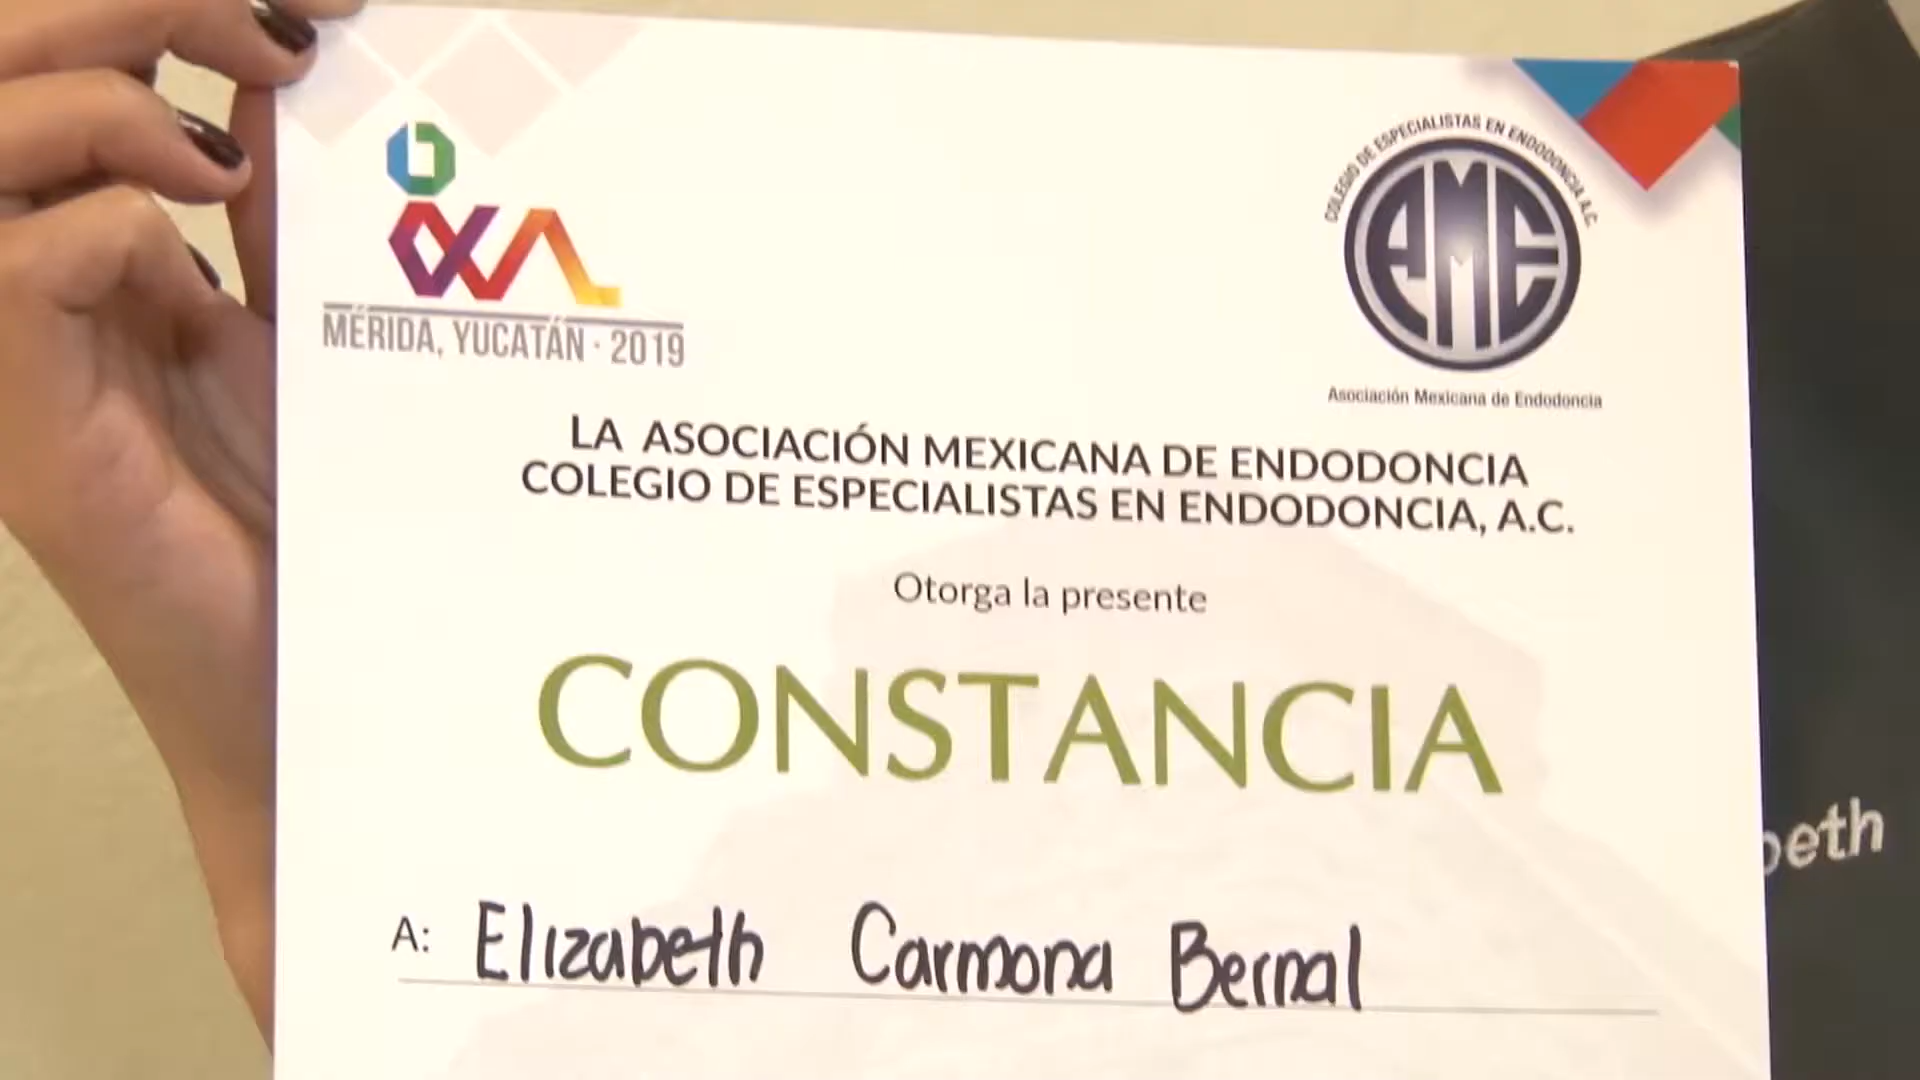 MÉRIDA, YUCATÁN · 2019
COLEGIO DE ESPECIALISTAS EN ENDODONCIA A.C.
AME
Asociación Mexicana de Endodoncia
LA ASOCIACIÓN MEXICANA DE ENDODONCIA
COLEGIO DE ESPECIALISTAS EN ENDODONCIA, A.C.
Otorga la presente
CONSTANCIA
A: Elizabeth Carmona Bernal
beth